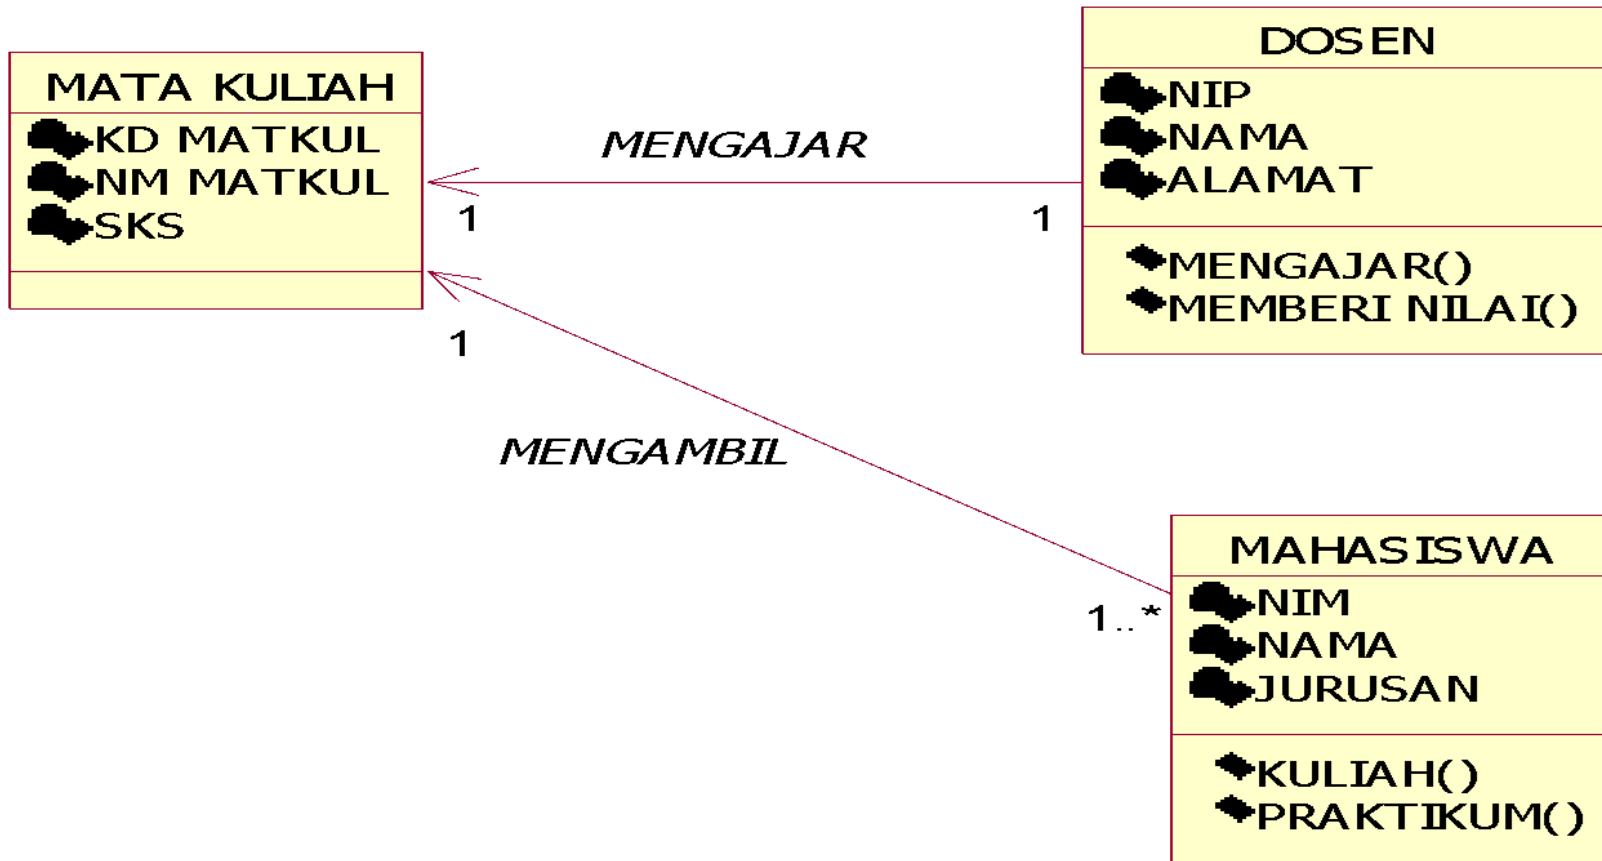 MATA KULIAH
KD MATKUL
NM MATKUL
SKS
MENGAJAR
1
1
DOSEN
NIP
NAMA
ALAMAT
MENGAJAR()
MEMBERI NILAI()
1
MENGAMBIL
1..*
MAHASISWA
NIM
NAMA
JURUSAN
KULIAH()
PRAKTIKUM()